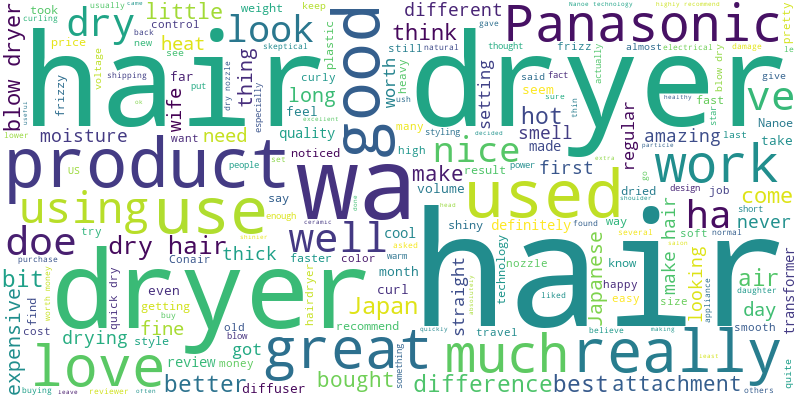 hair dryer
hair
dryer
product
wa
used
use
using
good
Panasonic
great
really
much
love
work
well
nice
look
dry
ve
ha
doe
blow dryer
took
curling
usually
came
weight
little
control
back
price
new
heat
see
skeptical
voltage
frizzy
shipping
put
far
wife
thing
dry nozzle
especially
plastic
keep
different
think
still
natural
thought
frizz
almost
electrical
damage
Nanoe technology
highly recommend
pretty
le
worth
heavy
curly
long
feel
ush
setting
said
fact
actually
seem
hot
thin
sure
healthy
fast
blow dry
give
star
Nanoe
lower
moisture
want
need
quality
excellent
many
styling
smell
made
decided
regular
amazing
last
particle
take
useful
ok
US
people
set
noticed
high
make
result
power
extra
first
volume
dried
go
design
job
come
try
say
enough
ceramic
done
head
shiny
definitely
way
several
shoulder
found
soft
short
normal
never
purchase
dry hair
Conair
spinier
thick
faster
color
cool
warm
asked
month
technology
nozzle
straight
Japanese
know
make hair
looking
salon
air
transformer
bit
worth money
quick dry
even
getting
buy
hairdryer
Japan
curl
absolutely
liked
happy
easy
size
appliance
daughter
day
expensive
find
cost
drying
style
fine
old
blow
recommend
quickly
travel
believe
making
least
smooth
review
money
got
something
buying
leave
reviewer
often
better
diffuser
bought
difference
best
attachment
others
quite